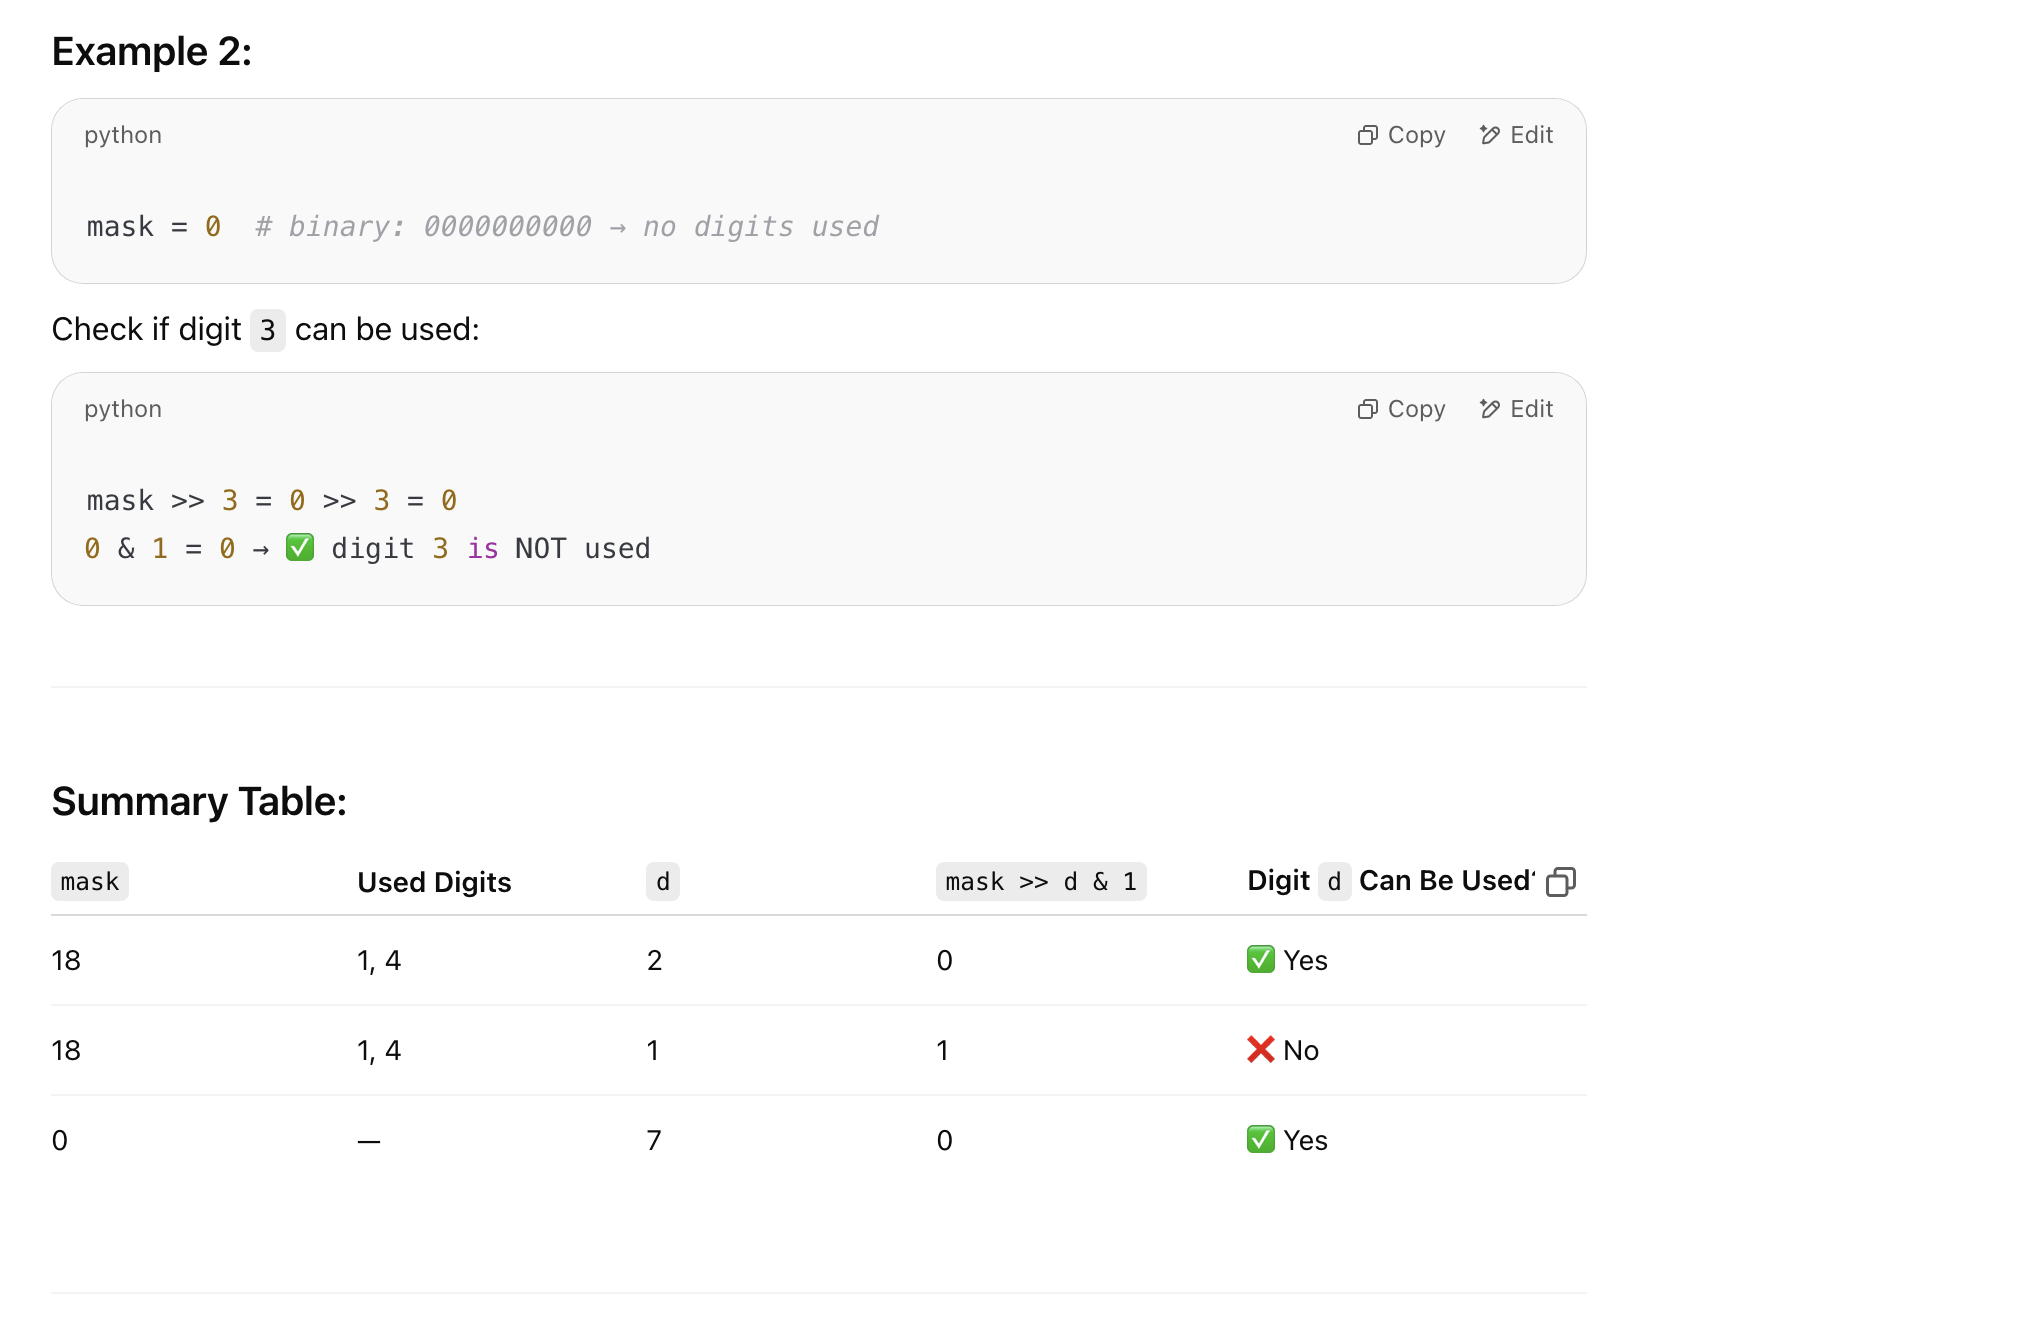 Example 2:
python
Copy Edit
mask = 0 # binary: 0000000000 → no digits used
Check if digit 3 can be used:
python
Copy Edit
mask >> 3 = 0 >> 3 = 0
0 & 1 = 0 → ✅ digit 3 is NOT used
Summary Table:
mask Used Digits d mask >> d & 1 Digit d Can Be Used?
18 1, 4 2 0 ✅ Yes
18 1, 4 1 1 ❌ No
0 — 7 0 ✅ Yes